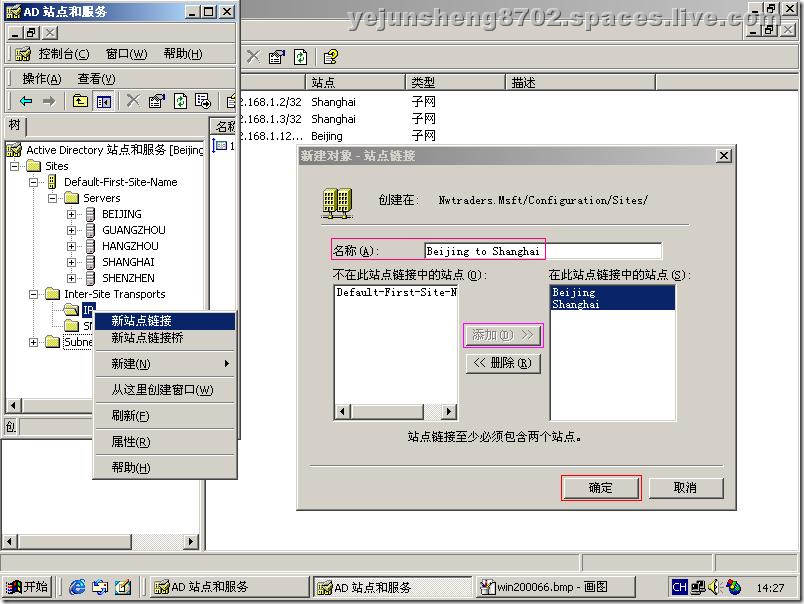 AD 站点和服务
yejunsheng8702.spaces.live.com
控制台(C) 窗口(W) 帮助(H)
操作(A) 查看(V)
树
名称
站点 类型 描述
.168.1.2/32 Shanghai 子网
.168.1.3/32 Shanghai 子网
.168.1.12... Beijing 子网
Active Directory 站点和服务 [Beijing
Sites
Default-First-Site-Name
Servers
BEIJING
GUANGZHOU
HANGZHOU
SHANGHAI
SHENZHEN
Inter-Site Transports
IP
SM
Subne
新站点链接
新站点链接桥
新建(N)
从这里创建窗口(W)
刷新(F)
属性(R)
帮助(H)
创
新建对象 - 站点链接
创建在: Nwtraders.Msft/Configuration/Sites/
名称(A): Beijing to Shanghai
不在此站点链接中的站点(O): 在此站点链接中的站点(S):
Default-First-Site-N
Beijing
Shanghai
添加(D) >>
<< 删除(R)
站点链接至少必须包含两个站点。
确定 取消
开始 AD 站点和服务 AD 站点和服务 win200066.bmp - 画图 CH 14:27